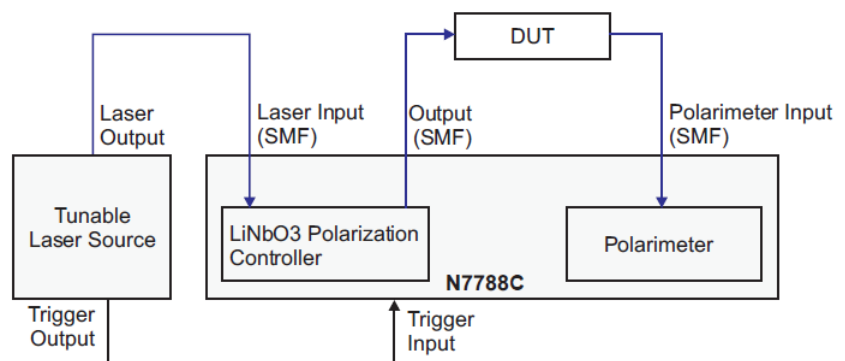 DUT
Laser
Output
Laser Input
(SMF)
Output
(SMF)
Polarimeter Input
(SMF)
Tunable
Laser Source
LiNbO3 Polarization
Controller
Polarimeter
N7788C
Trigger
Output
Trigger
Input